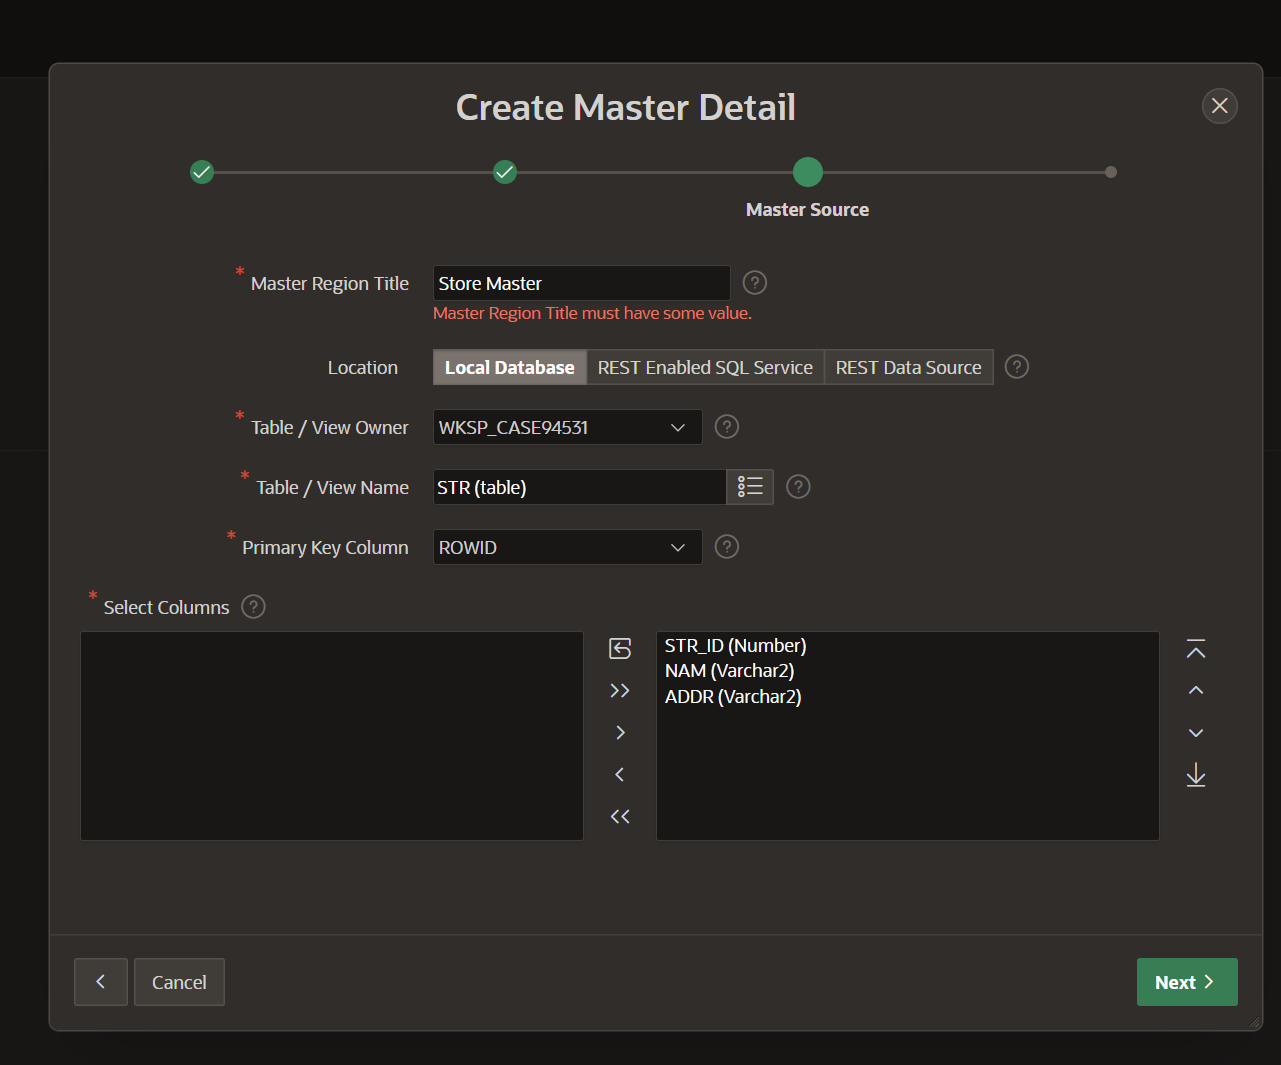 Create Master Detail
Master Source
* Master Region Title Store Master ?
Master Region Title must have some value.
Location Local Database REST Enabled SQL Service REST Data Source ?
* Table / View Owner WKSP_CASE94531 ?
* Table / View Name STR (table) ?
* Primary Key Column ROWID ?
* Select Columns ?
STR_ID (Number)
NAM (Varchar2)
ADDR (Varchar2)
Cancel Next